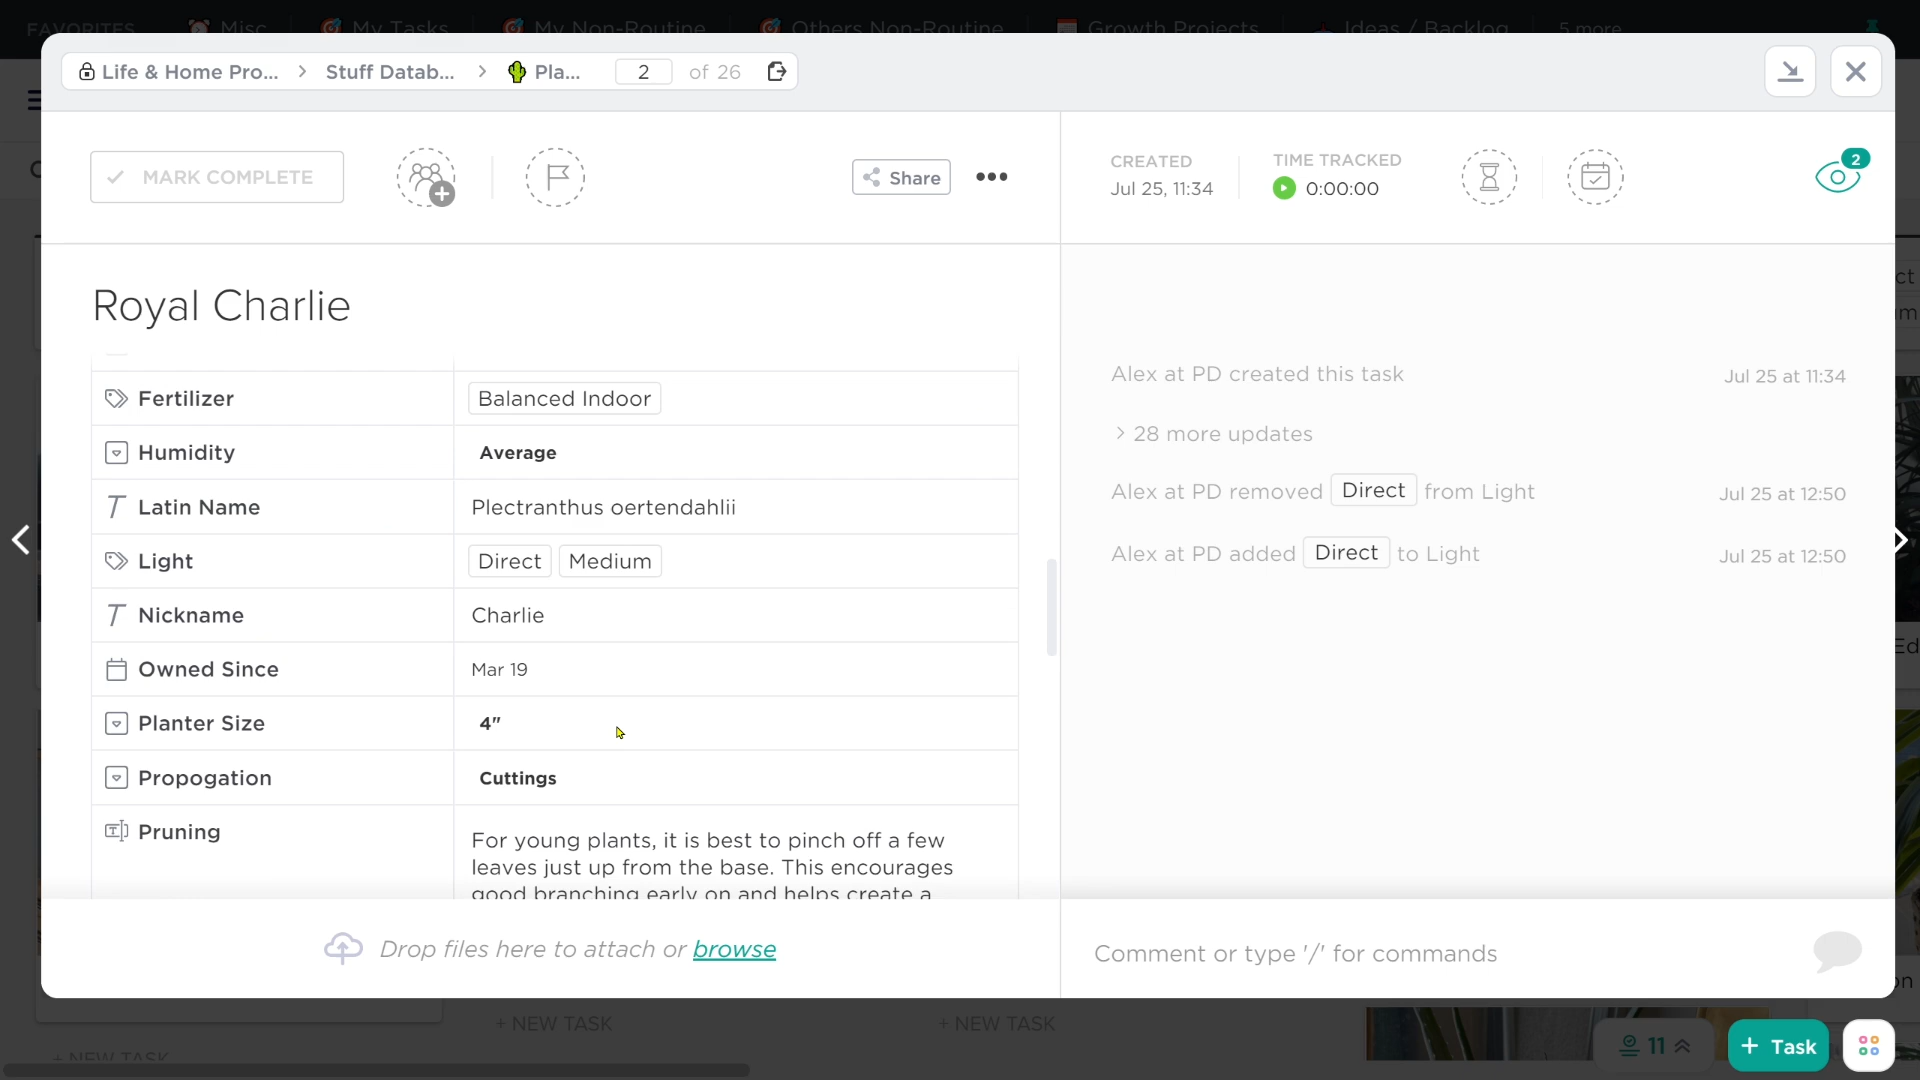 FAVORITES Misc My Tasks My Non-Routine Others Non-Routine Growth Projects Ideas / Backlog 5 more
Life & Home Pro... > Stuff Datab... > Pla... 2 of 26
MARK COMPLETE
Share
CREATED
Jul 25, 11:34
TIME TRACKED
0:00:00
2
Royal Charlie
Fertilizer Balanced Indoor
Humidity Average
Latin Name Plectranthus oertendahlii
Light Direct Medium
Nickname Charlie
Owned Since Mar 19
Planter Size 4"
Propogation Cuttings
Pruning For young plants, it is best to pinch off a few
leaves just up from the base. This encourages
good branching early on and helps create a
Drop files here to attach or browse
Alex at PD created this task Jul 25 at 11:34
> 28 more updates
Alex at PD removed Direct from Light Jul 25 at 12:50
Alex at PD added Direct to Light Jul 25 at 12:50
Comment or type '/' for commands
+ NEW TASK + NEW TASK
+ NEW TASK
11
+ Task